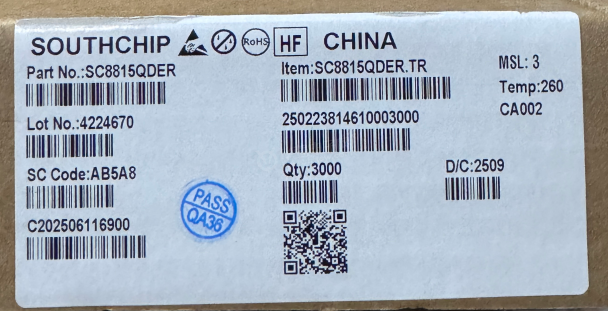 SOUTHCHIP RoHS HF CHINA
Part No.:SC8815QDER
Item:SC8815QDER.TR
MSL: 3
Temp:260
CA002
Lot No.:4224670
250223814610003000
SC Code:AB5A8
Qty:3000
D/C:2509
PASS
QA36
C202506116900